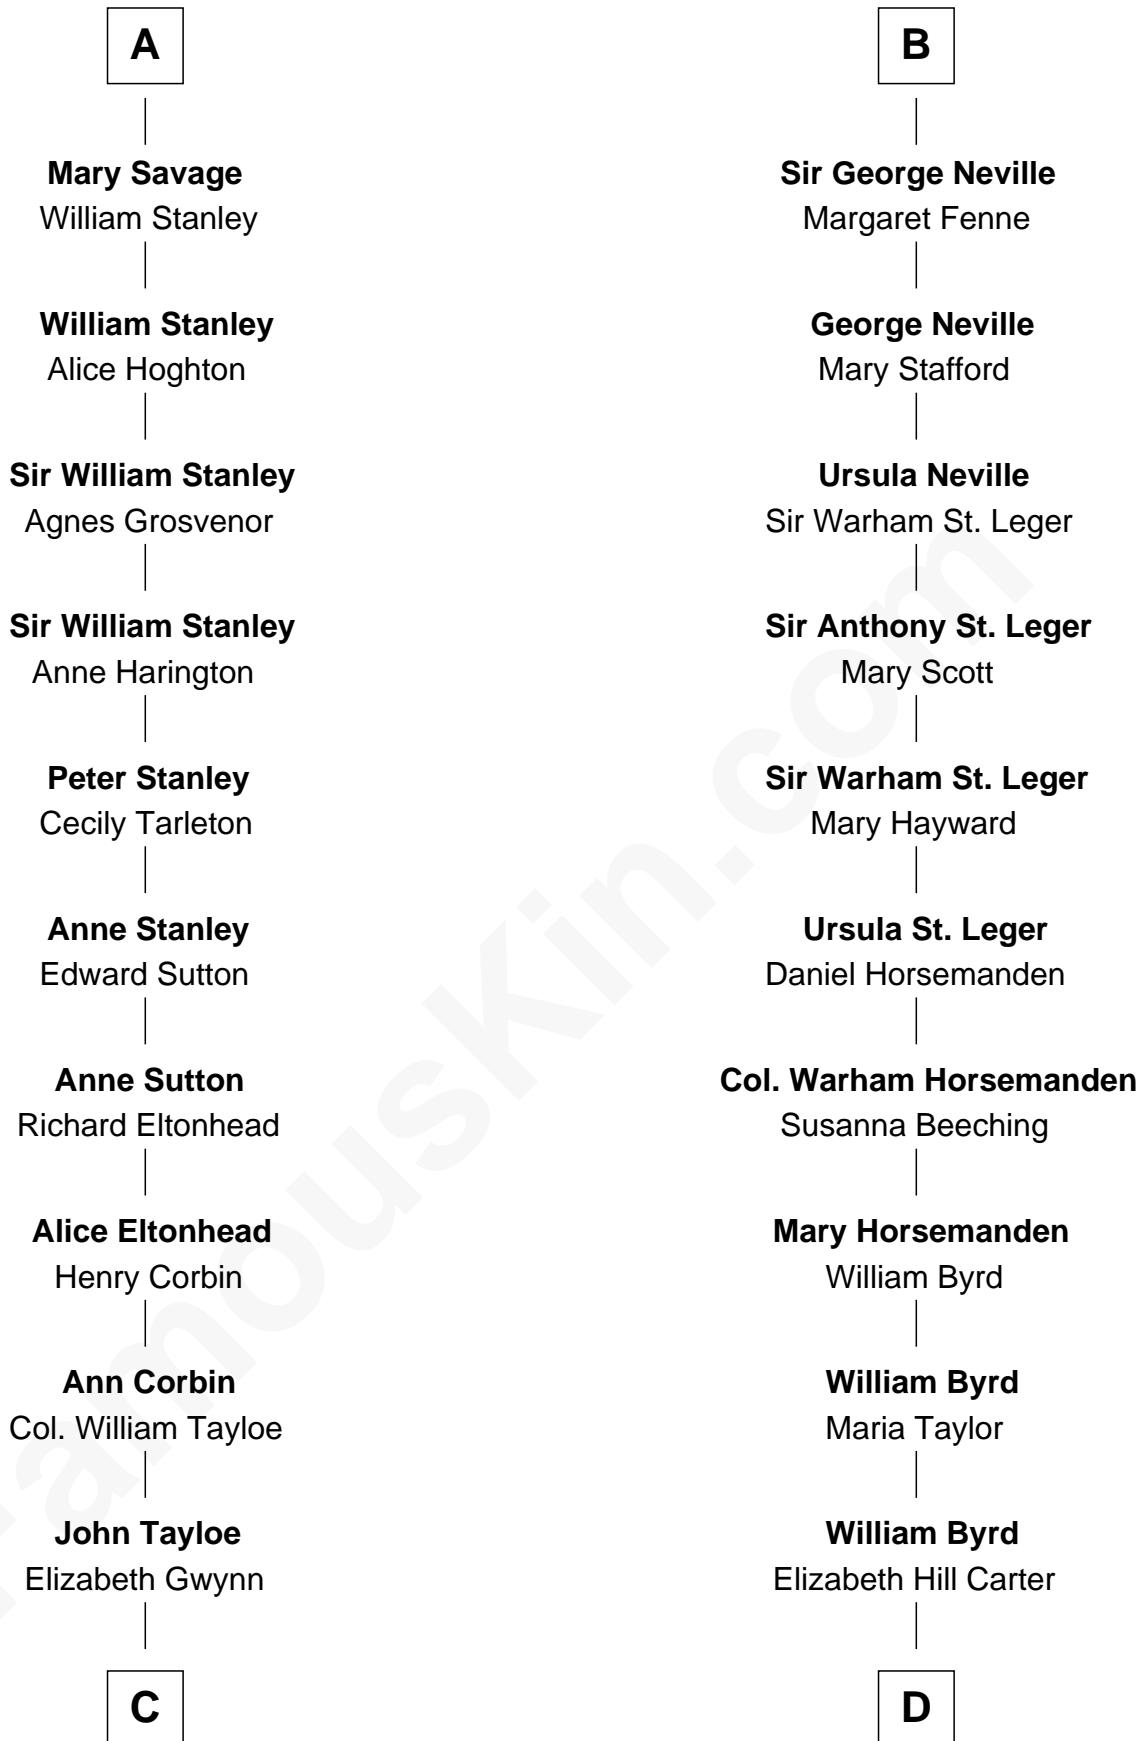 A
Mary Savage
William Stanley
William Stanley
Alice Hoghton
Sir William Stanley
Agnes Grosvenor
Sir William Stanley
Anne Harington
Peter Stanley
Cecily Tarleton
Anne Stanley
Edward Sutton
Anne Sutton
Richard Eltonhead
Alice Eltonhead
Henry Corbin
Ann Corbin
Col. William Tayloe
John Tayloe
Elizabeth Gwynn
C
B
Sir George Neville
Margaret Fenne
George Neville
Mary Stafford
Ursula Neville
Sir Warham St. Leger
Sir Anthony St. Leger
Mary Scott
Sir Warham St. Leger
Mary Hayward
Ursula St. Leger
Daniel Horsemanden
Col. Warham Horsemanden
Susanna Beeching
Mary Horsemanden
William Byrd
William Byrd
Maria Taylor
William Byrd
Elizabeth Hill Carter
D
FamousKin.com